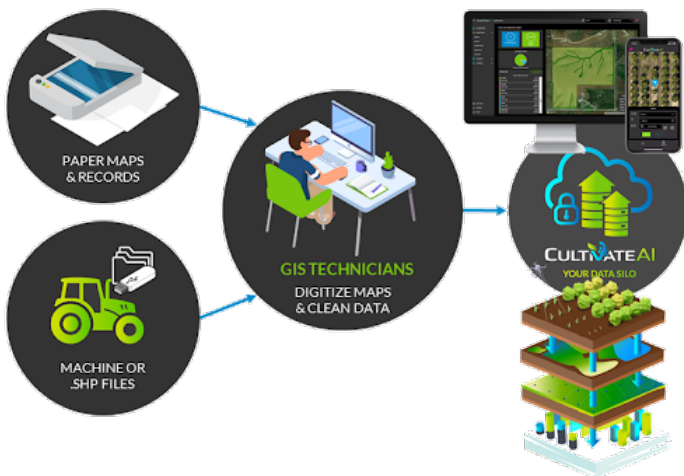 PAPER MAPS
& RECORDS
GIS TECHNICIANS
DIGITIZE MAPS
& CLEAN DATA
CULTIVATE AI
YOUR DATA SILO
MACHINE OR
.SHP FILES